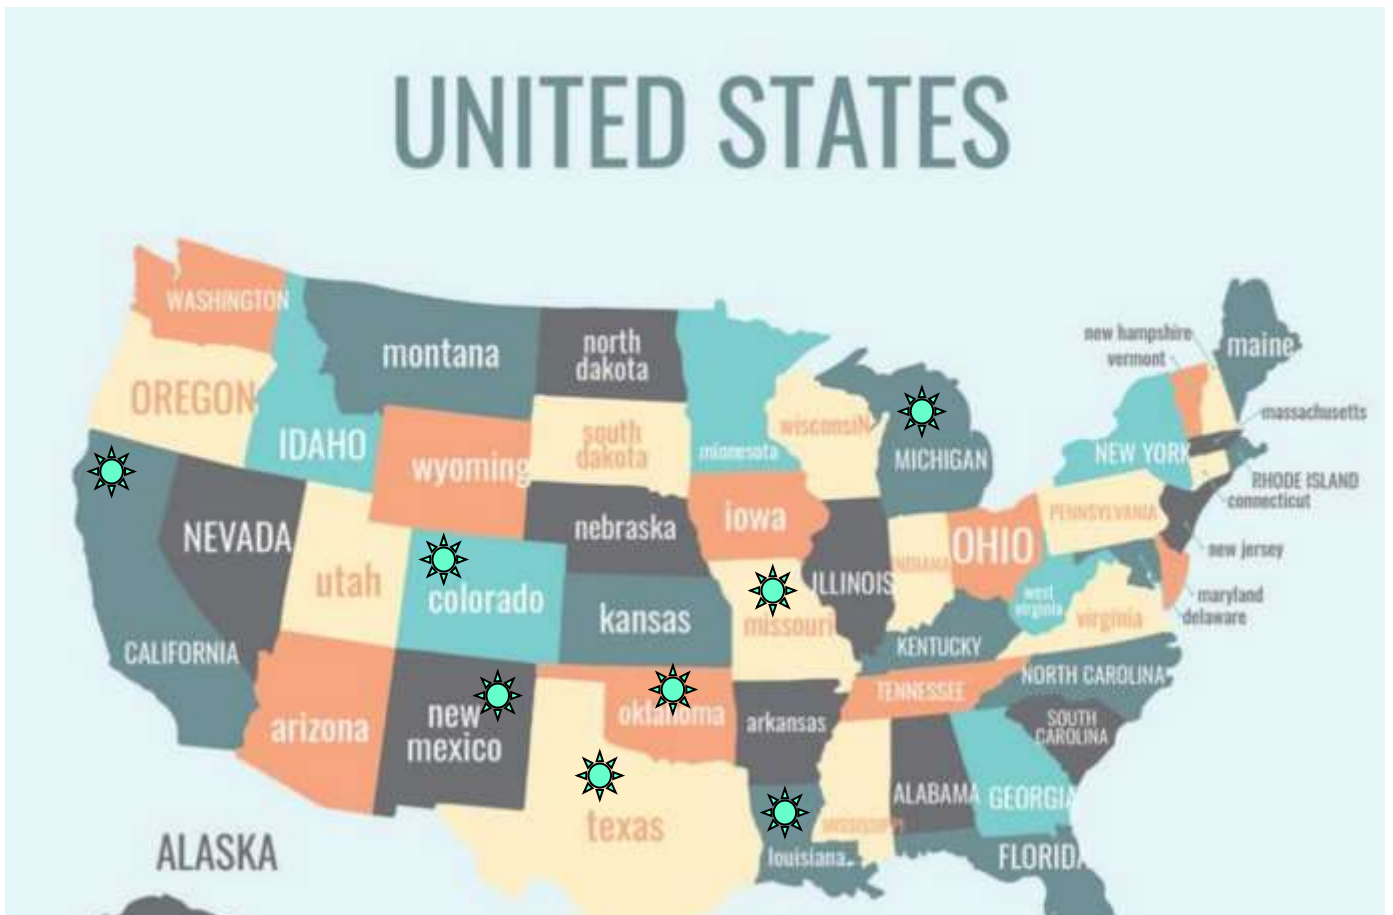 UNITED STATES
WASHINGTON
OREGON
IDAHO
montana
north
dakota
south
dakota
minnesota
wisconsiN
MICHIGAN
wyoming
NEVADA
utah
colorado
nebraska
iowa
kansas
missouri
ILLINOIS
INDIANA
OHIO
PENNSYLVANIA
NEW YORK
new hampshire
vermont
maine
massachusetts
RHODE ISLAND
connecticut
new jersey
maryland
delaware
west
virginia
virginia
KENTUCKY
TENNESSEE
NORTH CAROLINA
SOUTH
CAROLINA
CALIFORNIA
arizona
new
mexico
oklahoma
arkansas
texas
louisiana
MISSISSIPPI
ALABAMA
GEORGIA
FLORIDA
ALASKA